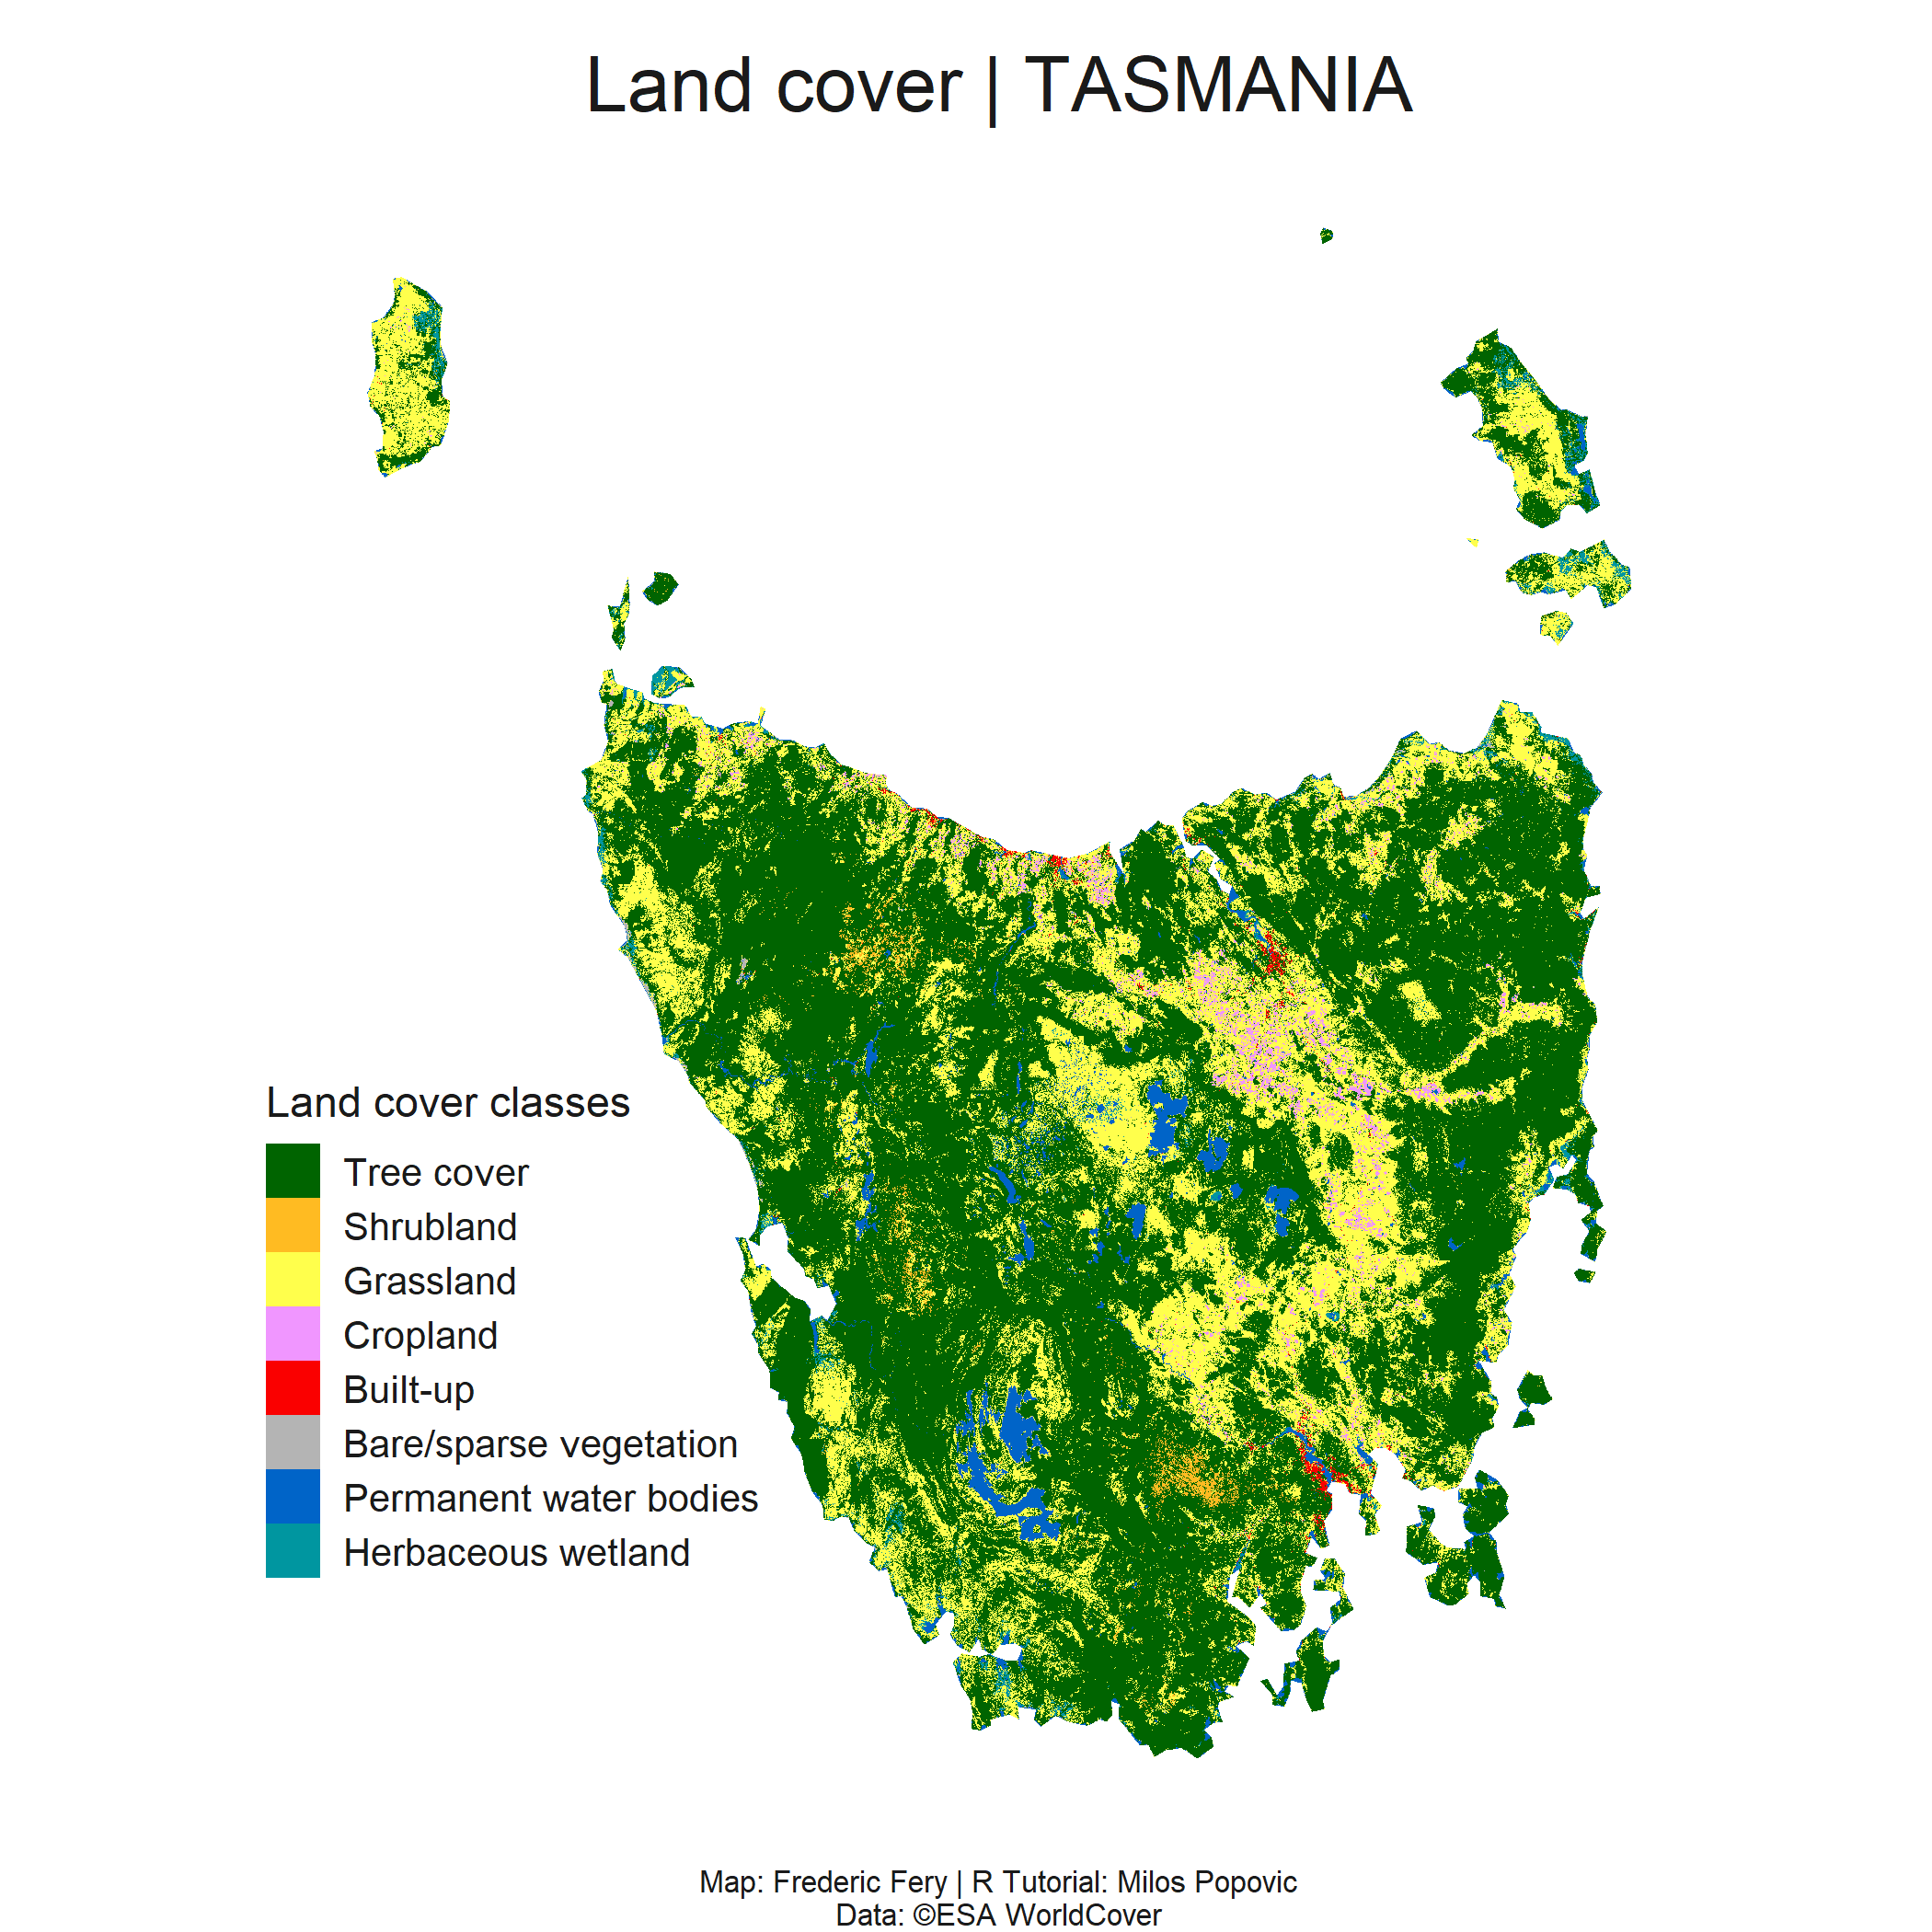 Land cover | TASMANIA
Land cover classes
Tree cover
Shrubland
Grassland
Cropland
Built-up
Bare/sparse vegetation
Permanent water bodies
Herbaceous wetland
Map: Frederic Fery | R Tutorial: Milos Popovic
Data: ©ESA WorldCover